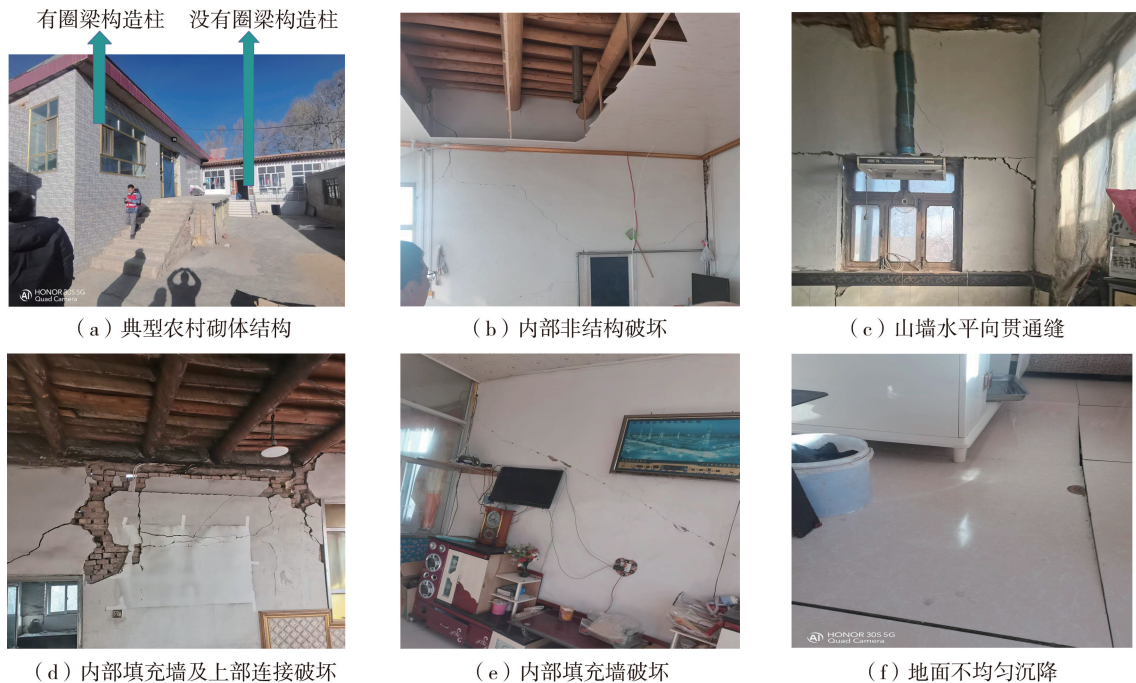 有圈梁构造柱 没有圈梁构造柱
HONOR 30S 5G
Quad Camera
（a）典型农村砌体结构
（b）内部非结构破坏
（c）山墙水平向贯通缝
（d）内部填充墙及上部连接破坏
（e）内部填充墙破坏
HONOR 30S 5G
Quad Camera
（f）地面不均匀沉降